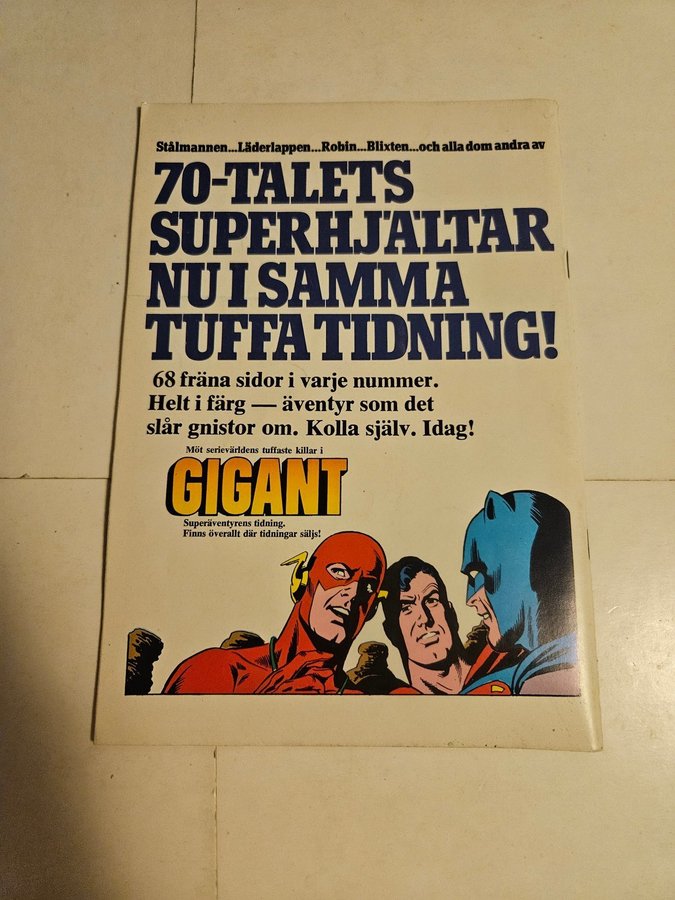 Stålmannen...Läderlappen...Robin...Blixten...och alla dom andra av
70-TALETS
SUPERHJÄLTAR
NU I SAMMA
TUFFA TIDNING!
68 fräna sidor i varje nummer.
Helt i färg — äventyr som det
slår gnistor om. Kolla själv. Idag!
Möt serievärldens tuffaste killar i
GIGANT
Superäventyrens tidning.
Finns överallt där tidningar säljs!